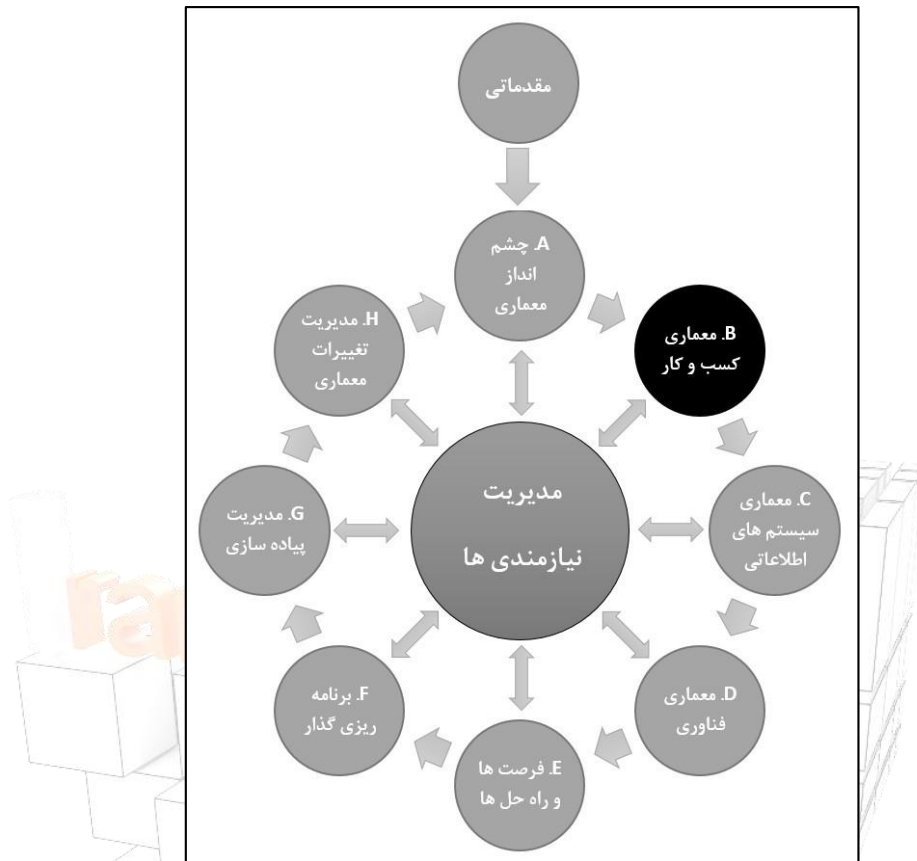 مقدماتی
A. چشم
انداز
معماری
B. معماری
کسب و کار
C. معماری
سیستم های
اطلاعاتی
D. معماری
فناوری
E. فرصت ها
و راه حل ها
F. برنامه
ریزی گذار
G. مدیریت
پیاده سازی
H. مدیریت
تغییرات
معماری
مدیریت
نیازمندی ها